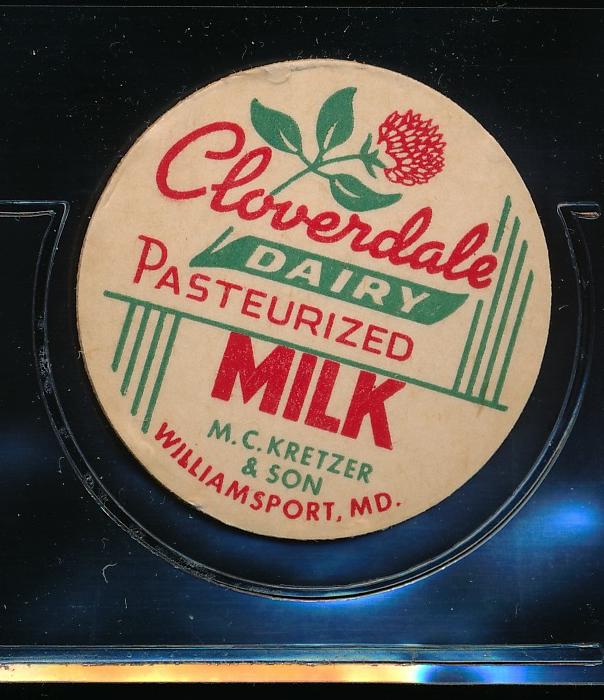 Cloverdale
DAIRY
PASTEURIZED
MILK
M.C. KRETZER
& SON
WILLIAMSPORT, MD.